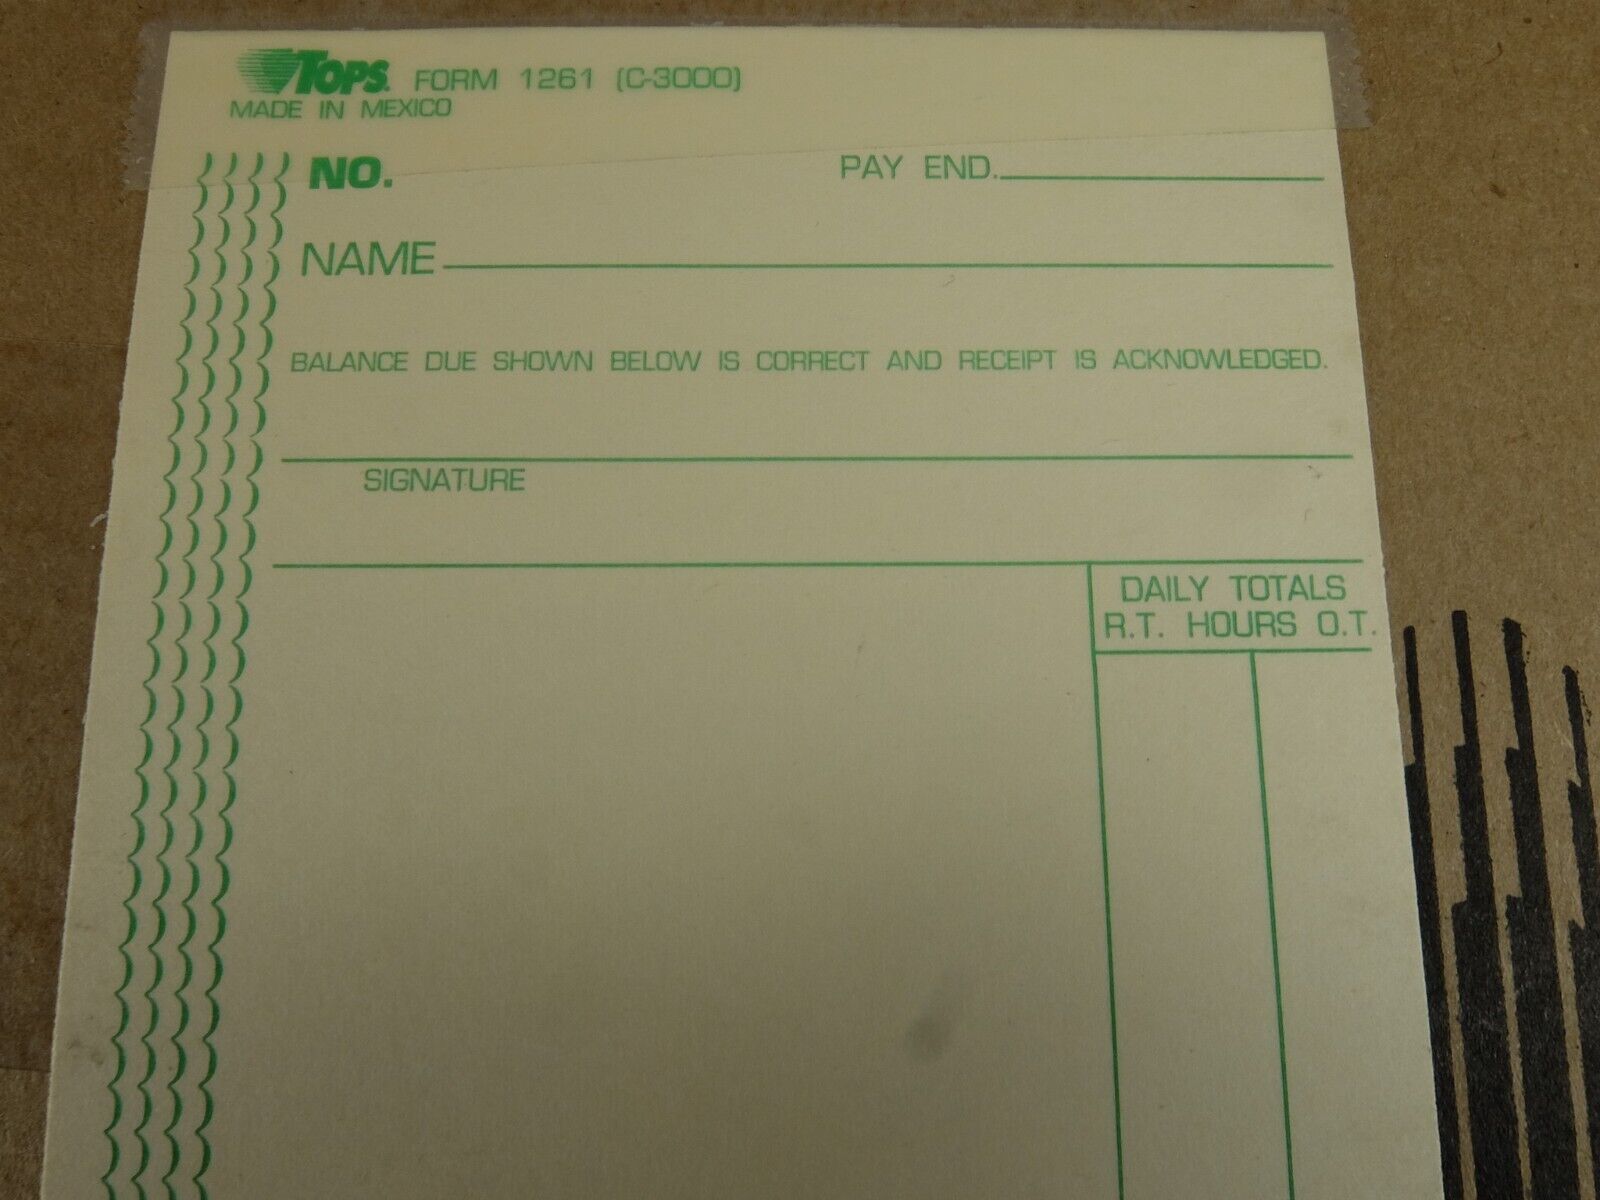 TOPS. FORM 1261 (C-3000)
MADE IN MEXICO
NO. PAY END.
NAME
BALANCE DUE SHOWN BELOW IS CORRECT AND RECEIPT IS ACKNOWLEDGED.
SIGNATURE
DAILY TOTALS
R.T. HOURS O.T.